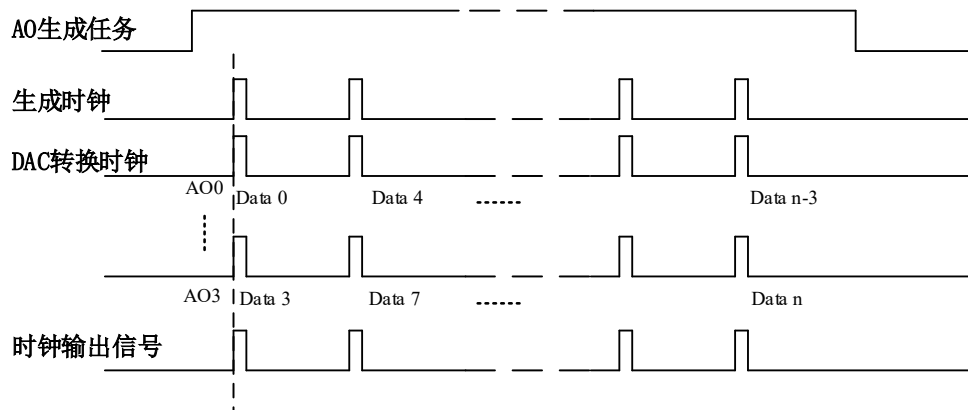 AO生成任务
生成时钟
DAC转换时钟
AO0 Data 0 Data 4 ...... Data n-3
AO3 Data 3 Data 7 ...... Data n
时钟输出信号